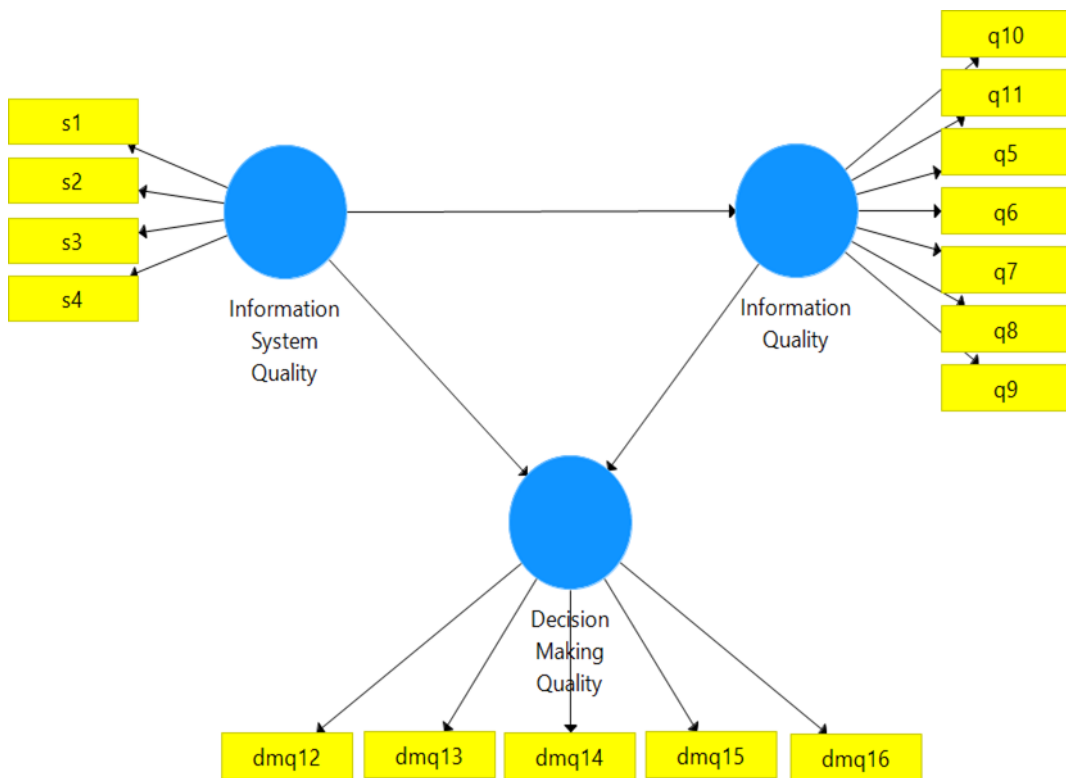 s1
s2
s3
s4
Information
System
Quality
q10
q11
q5
q6
q7
q8
q9
Information
Quality
Decision
Making
Quality
dmq12
dmq13
dmq14
dmq15
dmq16